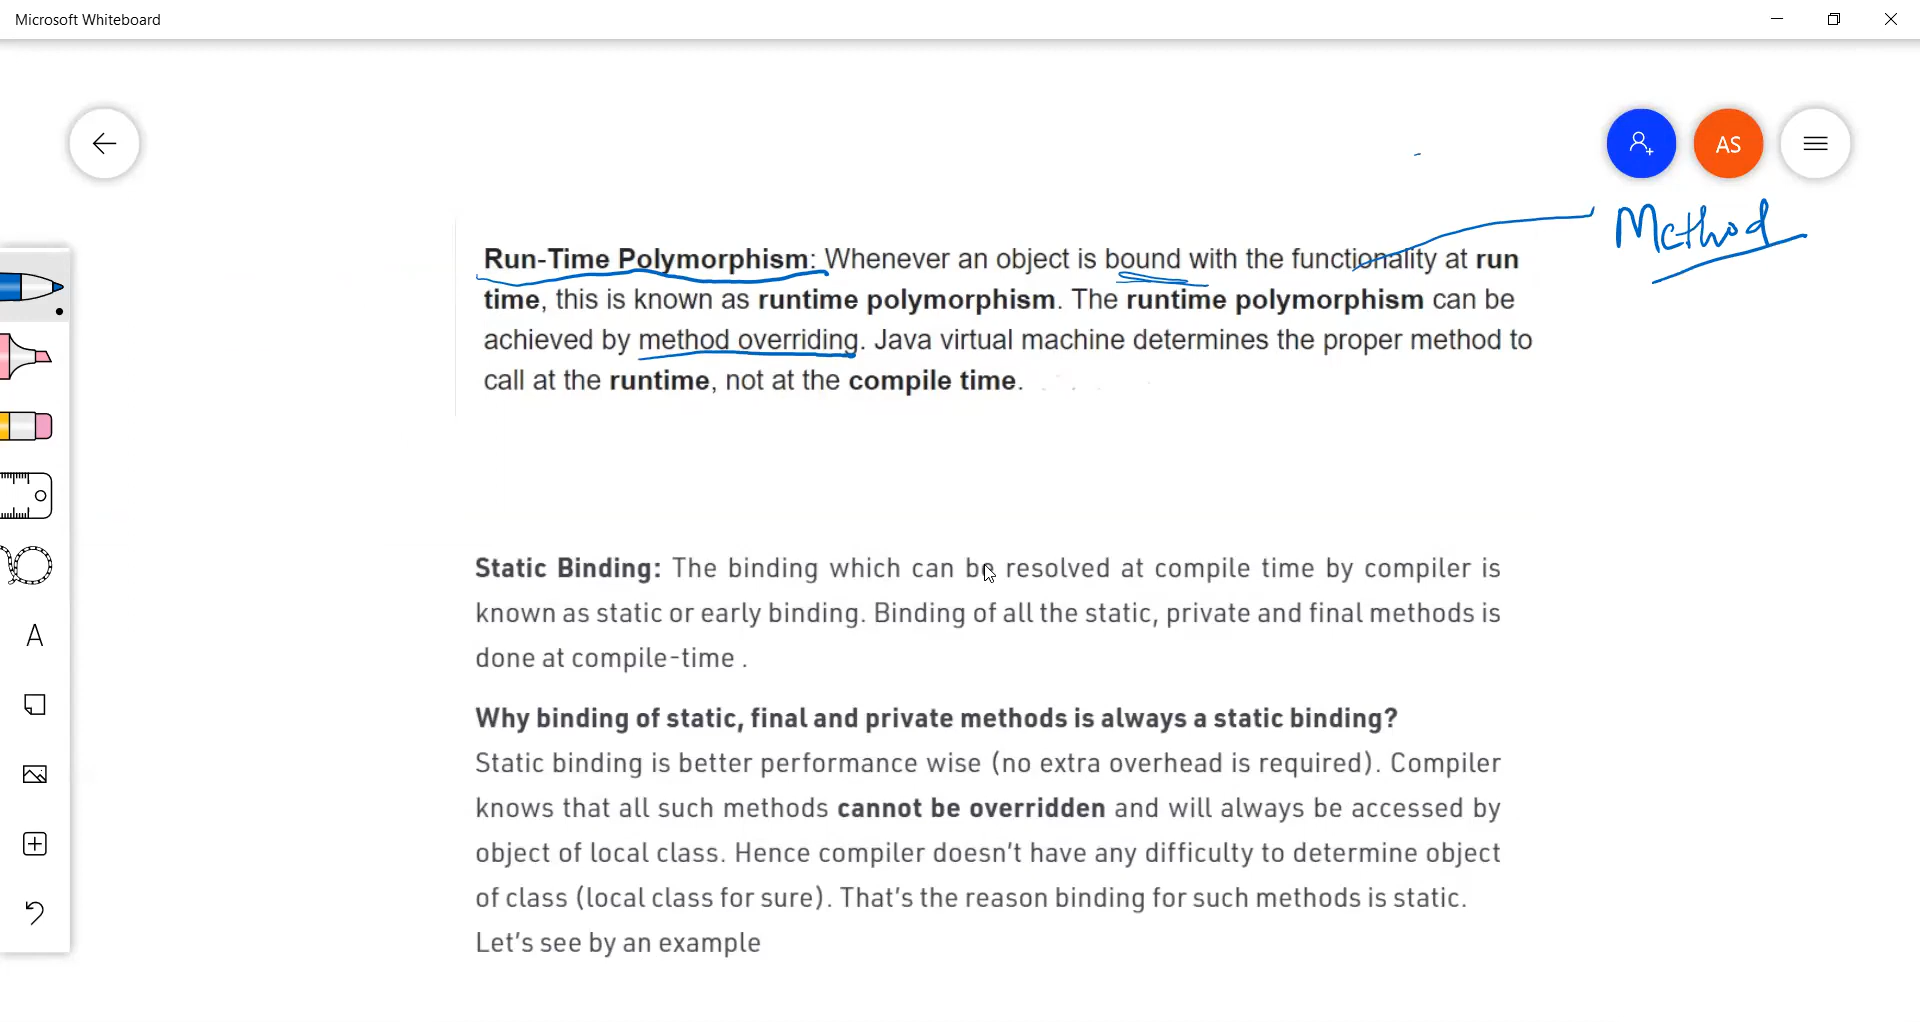 Microsoft Whiteboard
AS
Method
Run-Time Polymorphism: Whenever an object is bound with the functionality at run
time, this is known as runtime polymorphism. The runtime polymorphism can be
achieved by method overriding. Java virtual machine determines the proper method to
call at the runtime, not at the compile time.
Static Binding: The binding which can be resolved at compile time by compiler is
known as static or early binding. Binding of all the static, private and final methods is
done at compile-time .
Why binding of static, final and private methods is always a static binding?
Static binding is better performance wise (no extra overhead is required). Compiler
knows that all such methods cannot be overridden and will always be accessed by
object of local class. Hence compiler doesn't have any difficulty to determine object
of class (local class for sure). That's the reason binding for such methods is static.
Let's see by an example
A